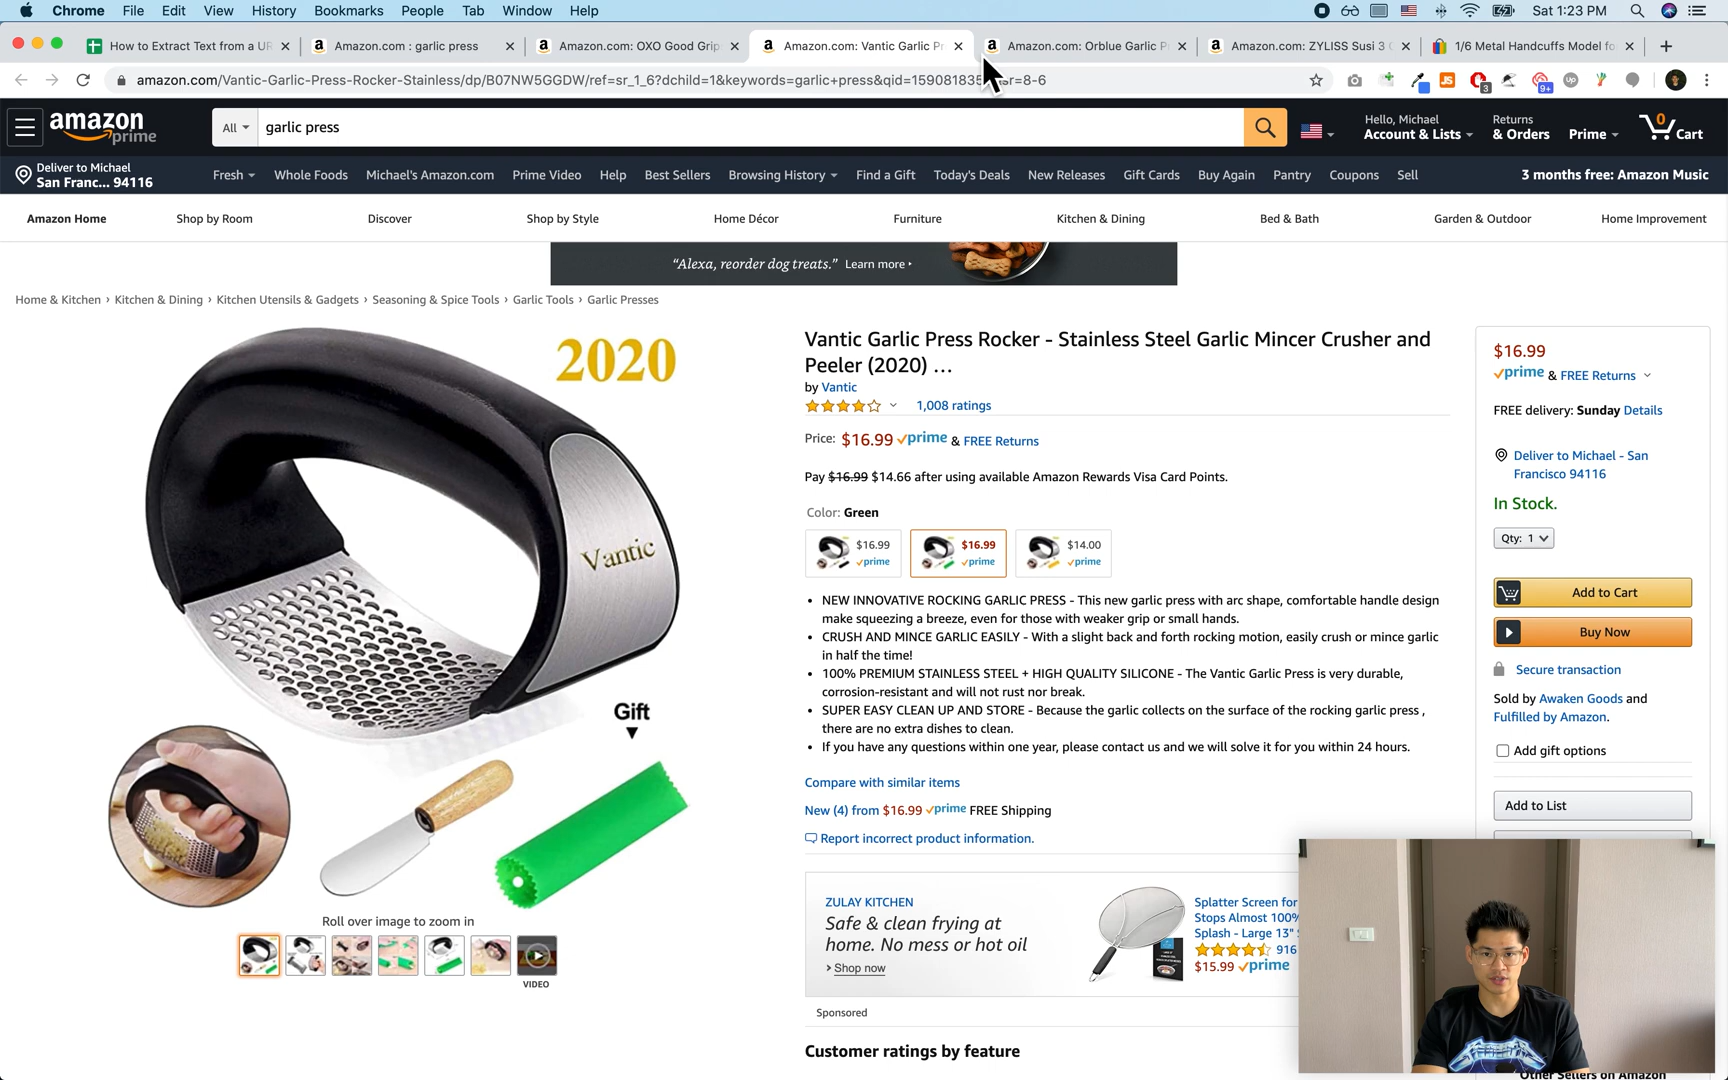 Chrome File Edit View History Bookmarks People Tab Window Help Sat 1:23 PM
How to Extract Text from a UR Amazon.com : garlic press Amazon.com: OXO Good Grip Amazon.com: Vantic Garlic Pr Amazon.com: Orblue Garlic P Amazon.com: ZYLISS Susi 3 G 1/6 Metal Handcuffs Model fo
amazon.com/Vantic-Garlic-Press-Rocker-Stainless/dp/B07NW5GGDW/ref=sr_1_6?dchild=1&keywords=garlic+press&qid=159081835 sr=8-6
JS 3 9+ UP
amazon prime
All garlic press
Hello, Michael
Account & Lists
Returns
& Orders
Prime
0
Cart
Deliver to Michael
San Franc... 94116
Fresh Whole Foods Michael's Amazon.com Prime Video Help Best Sellers Browsing History Find a Gift Today's Deals New Releases Gift Cards Buy Again Pantry Coupons Sell
3 months free: Amazon Music
Amazon Home Shop by Room Discover Shop by Style Home Décor Furniture Kitchen & Dining Bed & Bath Garden & Outdoor Home Improvement
“Alexa, reorder dog treats.” Learn more
Home & Kitchen › Kitchen & Dining › Kitchen Utensils & Gadgets › Seasoning & Spice Tools › Garlic Tools › Garlic Presses
2020
Vantic
Gift
Roll over image to zoom in
VIDEO
Vantic Garlic Press Rocker - Stainless Steel Garlic Mincer Crusher and
Peeler (2020) ...
by Vantic
1,008 ratings
Price: $16.99 prime & FREE Returns
Pay $16.99 $14.66 after using available Amazon Rewards Visa Card Points.
Color: Green
$16.99 prime
$16.99 prime
$14.00 prime
• NEW INNOVATIVE ROCKING GARLIC PRESS - This new garlic press with arc shape, comfortable handle design
make squeezing a breeze, even for those with weaker grip or small hands.
• CRUSH AND MINCE GARLIC EASILY - With a slight back and forth rocking motion, easily crush or mince garlic
in half the time!
• 100% PREMIUM STAINLESS STEEL + HIGH QUALITY SILICONE - The Vantic Garlic Press is very durable,
corrosion-resistant and will not rust nor break.
• SUPER EASY CLEAN UP AND STORE - Because the garlic collects on the surface of the rocking garlic press ,
there are no extra dishes to clean.
• If you have any questions within one year, please contact us and we will solve it for you within 24 hours.
Compare with similar items
New (4) from $16.99 prime FREE Shipping
Report incorrect product information.
ZULAY KITCHEN
Safe & clean frying at
home. No mess or hot oil
› Shop now
Splatter Screen for
Stops Almost 100%
Splash - Large 13"
916
$15.99 prime
Sponsored
Customer ratings by feature
$16.99
prime & FREE Returns
FREE delivery: Sunday Details
Deliver to Michael - San
Francisco 94116
In Stock.
Qty: 1
Add to Cart
Buy Now
Secure transaction
Sold by Awaken Goods and
Fulfilled by Amazon.
Add gift options
Add to List
Other Sellers on Amazon